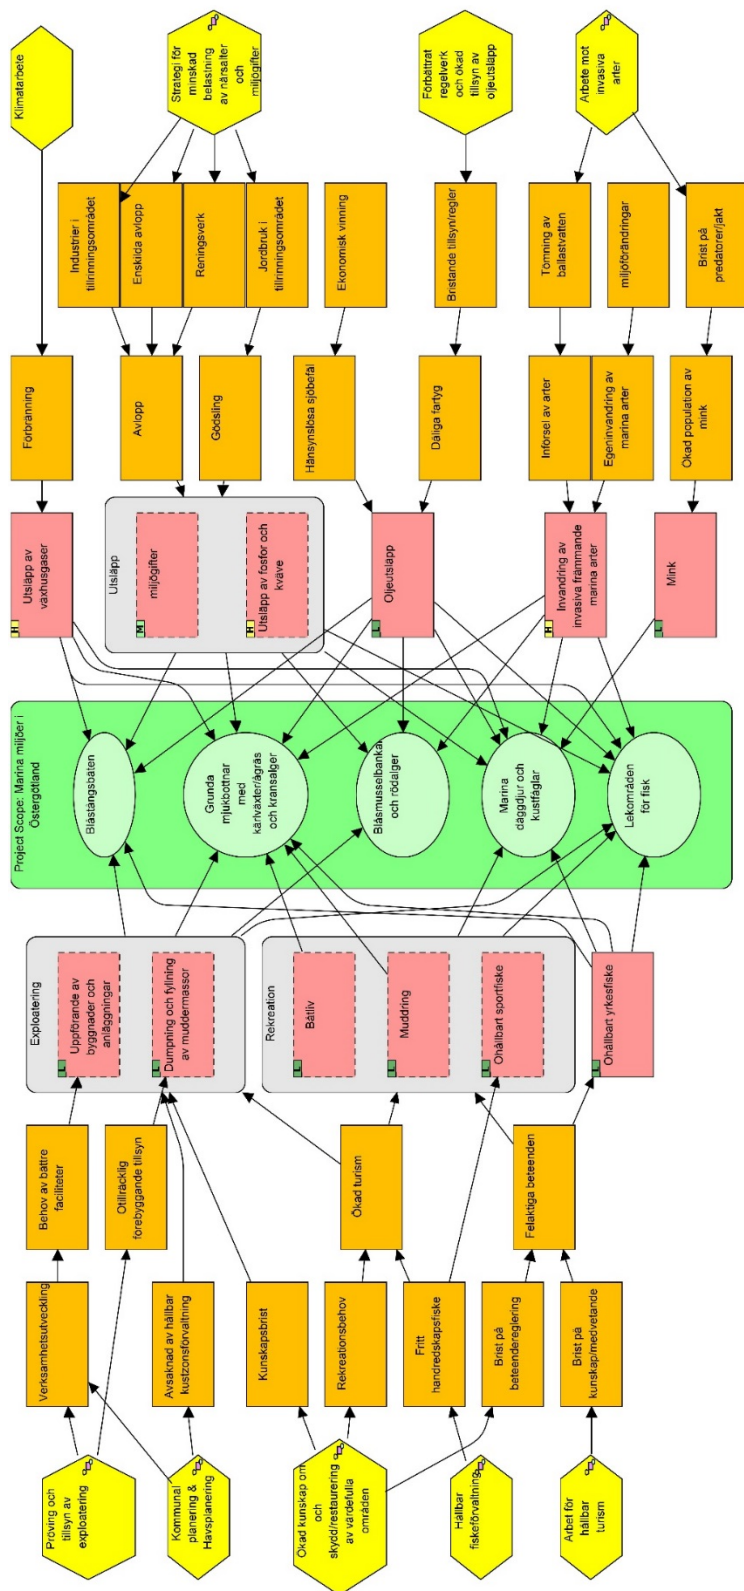 Klimatarbete
Strategi för
minskad
belastning
av närsalter
och
miljögifter
Förbättrat
regelverk
och ökad
tillsyn av
oljeutsläpp
Arbete mot
invasiva
arter
Industrier i
tillrinningsområdet
Enskilda avlopp
Reningsverk
Jordbruk i
tillrinningsområdet
Ekonomisk vinning
Bristande tillsyn/regler
Tömning av
ballastvatten
miljöförändringar
Brist på
predatorer/jakt
Förbränning
Avlopp
Gödsling
Hänsynslösa sjöbefäl
Dåliga fartyg
Införsel av arter
Egeninvandring av
marina arter
Ökad population av
mink
H
Utsläpp av
växhusgaser
Utsläpp
M
miljögifter
H
Utsläpp av fosfor och
kväve
L
Oljeutsläpp
H
Invandring av
invasiva främmande
marina arter
L
Mink
Project Scope: Marina miljöer i
Östergötland
Blåstångsbälten
Grunda
mjukbottnar
med
kärlväxter/ågräs
och kransalger
Blåsmusselbankar
och rödalger
Marina
däggdjur och
kustfåglar
Lekområden
för fisk
Exploatering
L
Uppförande av
byggnader och
anläggningar
L
Dumpning och fyllning
av muddermassor
Rekreation
L
Båtliv
L
Muddring
L
Ohållbart sportfiske
L
Ohållbart yrkesfiske
Behov av bättre
faciliteter
Otillräcklig
förebyggande tillsyn
Ökad turism
Felaktiga beteenden
Verksamhetsutveckling
Avsaknad av hållbar
kustzonsförvaltning
Kunskapsbrist
Rekreationsbehov
Fritt
handredskapsfiske
Brist på
beteendereglering
Brist på
kunskap/medvetande
Prövning och
tillsyn av
exploatering
Kommunal
planering &
Havsplanering
Ökad kunskap om
och
skydd/restaurering
av värdefulla
områden
Hållbar
fiskeförvaltning
Arbet för
hållbar
turism